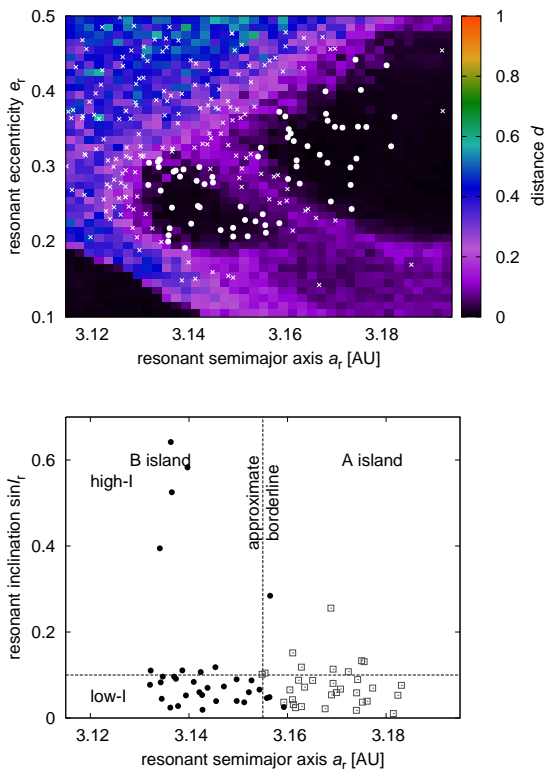 0.5
0.4
0.3
0.2
0.1
resonant eccentricity e_r
3.12
3.14
3.16
3.18
resonant semimajor axis a_r [AU]
1
0.8
0.6
0.4
0.2
0
distance d
0.6
0.4
0.2
0
resonant inclination sinI_r
B island
A island
high-I
approximate
borderline
low-I
3.12
3.14
3.16
3.18
resonant semimajor axis a_r [AU]